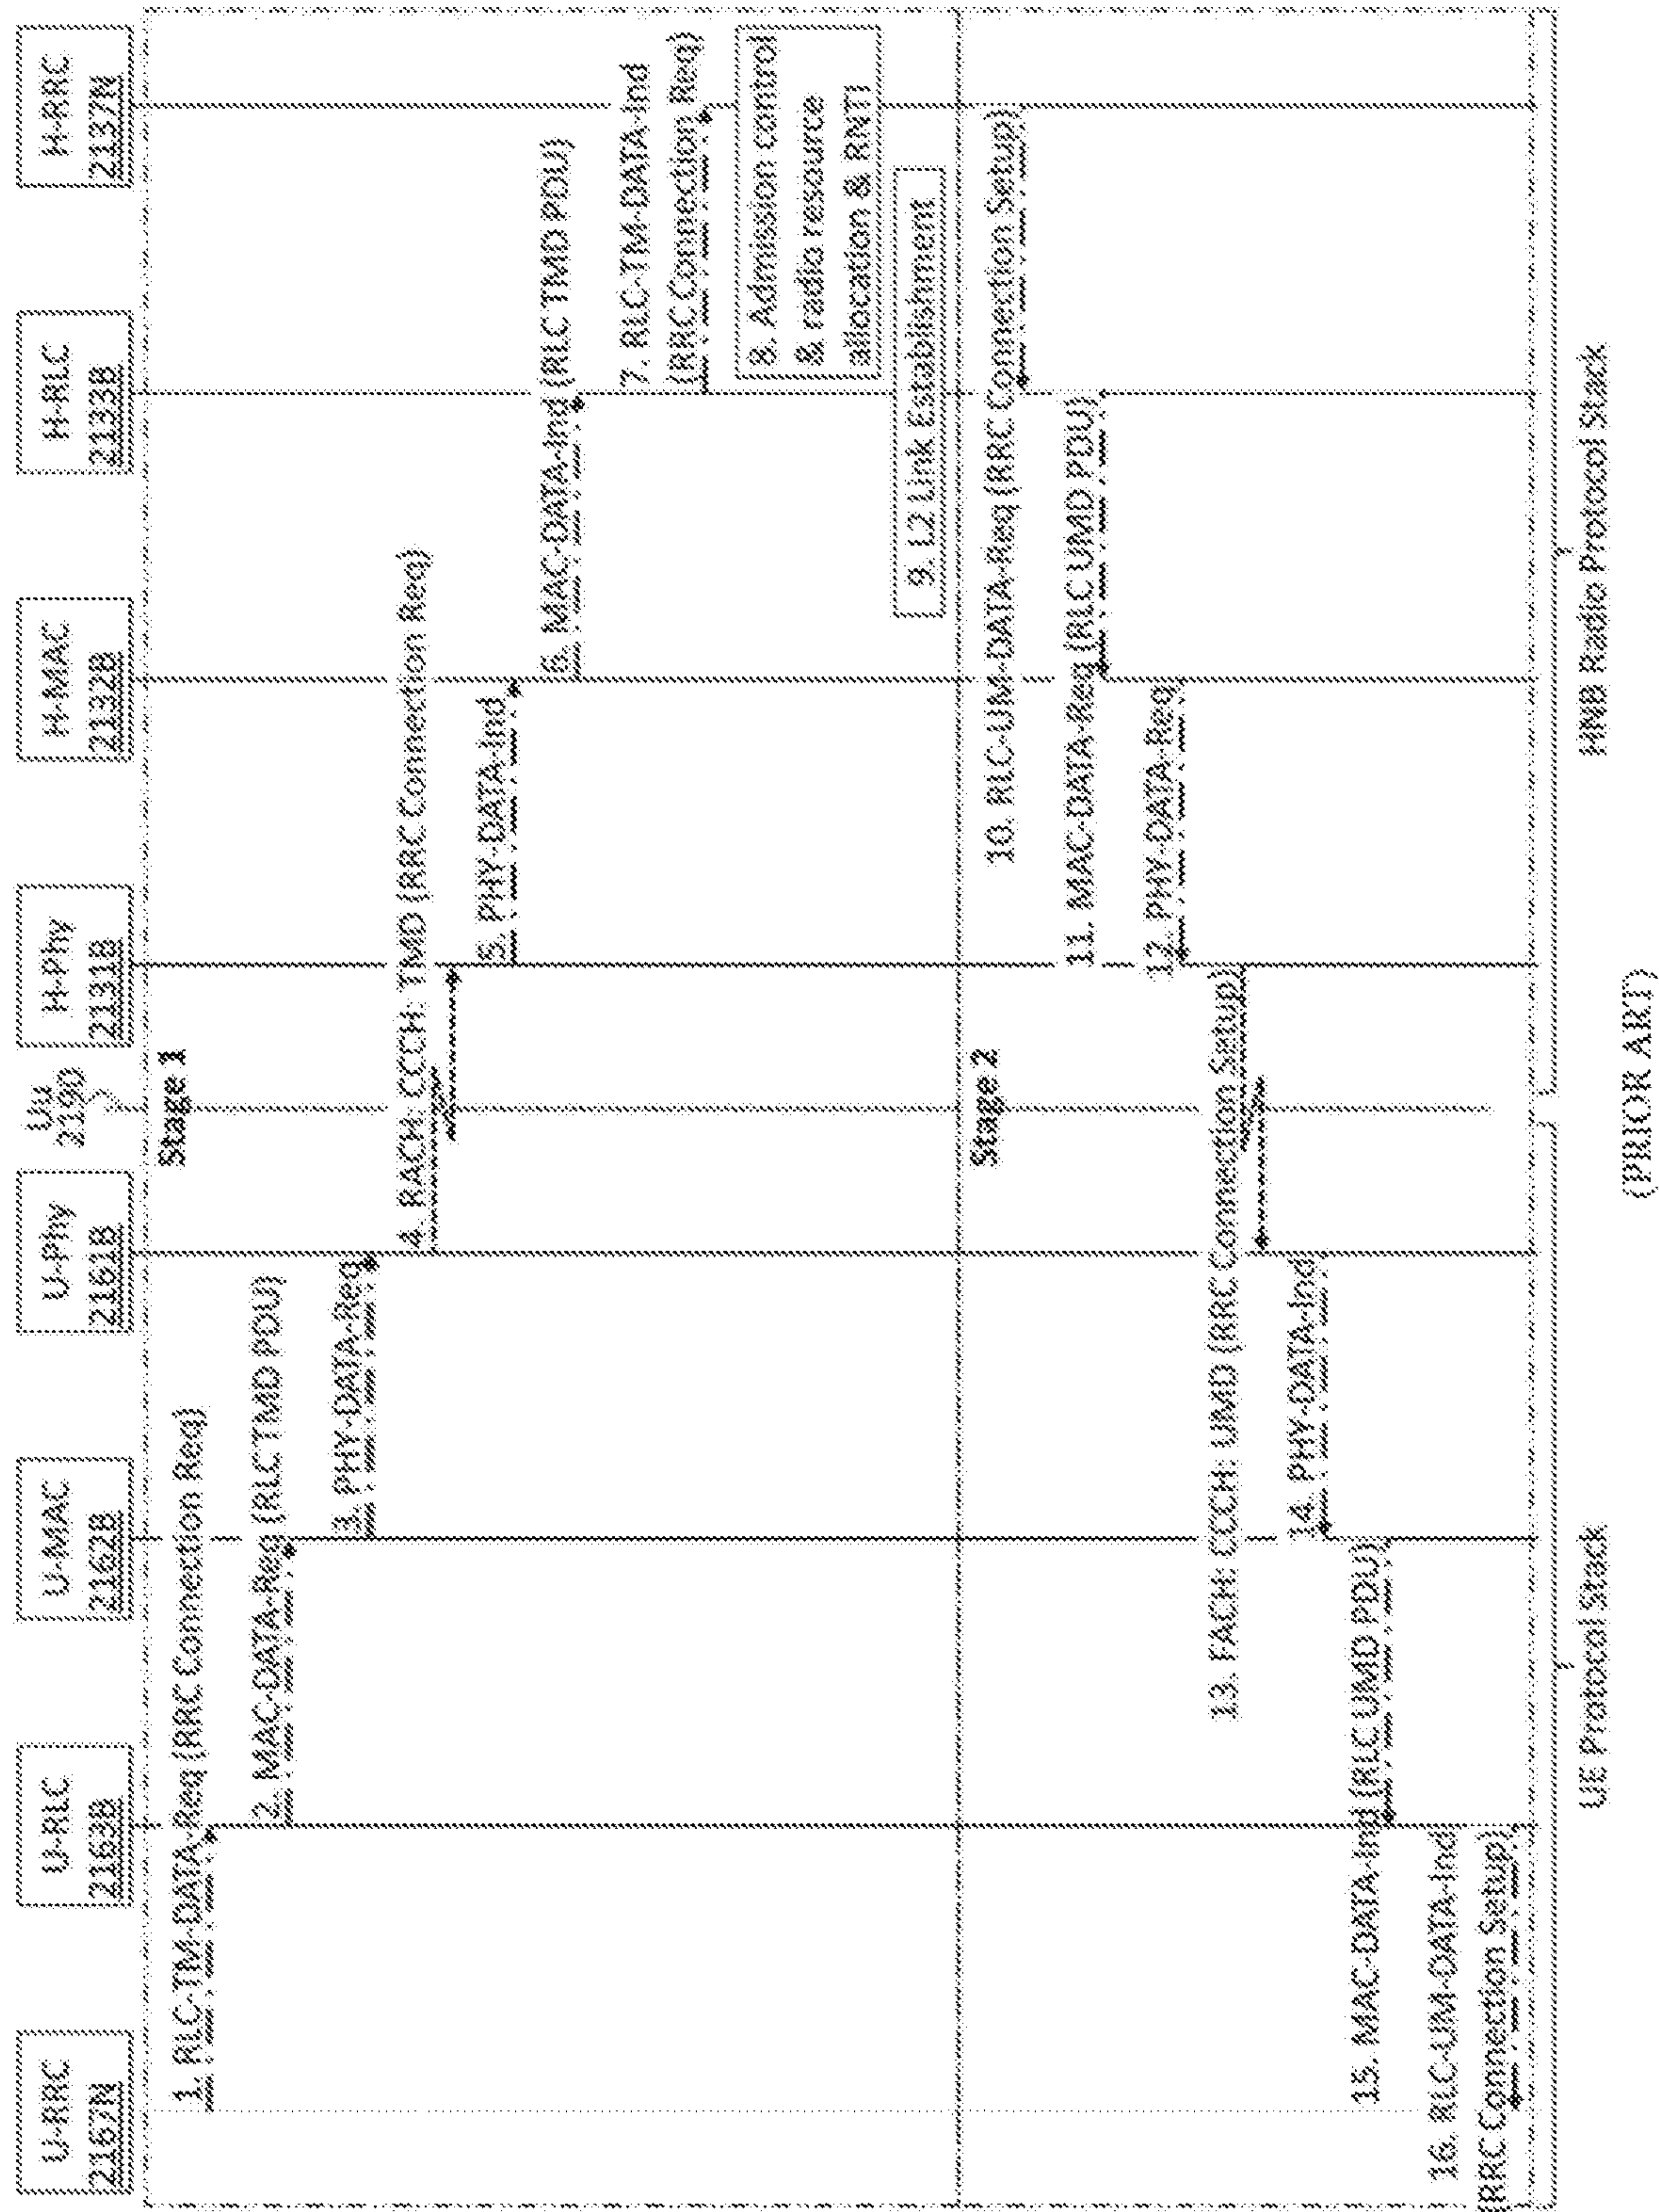 U-RRC
2167N
U-RLC
2163B
U-MAC
2162B
U-Phy
2161B
Uu
2190
H-Phy
2131B
H-MAC
2132B
H-RLC
2133B
H-RRC
2137N
Stage 1
1. RLC-TM-DATA-Req (RRC Connection Req)
2. MAC-DATA-Req (RLC TMD PDU)
3. PHY-DATA-Req
4. RACH: CCCH: TMD (RRC Connection Req)
5. PHY-DATA-Ind
6. MAC-DATA-Ind (RLC TMD PDU)
7. RLC-TM-DATA-Ind
(RRC Connection Req)
8. Admission control
& radio resource
allocation & RNTI
9. L2 Link Establishment
Stage 2
10. RLC-UM-DATA-Req (RRC Connection Setup)
11. MAC-DATA-Req (RLC UMD PDU)
12. PHY-DATA-Req
13. FACH: CCCH: UMD (RRC Connection Setup)
14. PHY-DATA-Ind
15. MAC-DATA-Ind (RLC UMD PDU)
16. RLC-UM-DATA-Ind
(RRC Connection Setup)
UE Protocol Stack
HNB Radio Protocol Stack
(PRIOR ART)